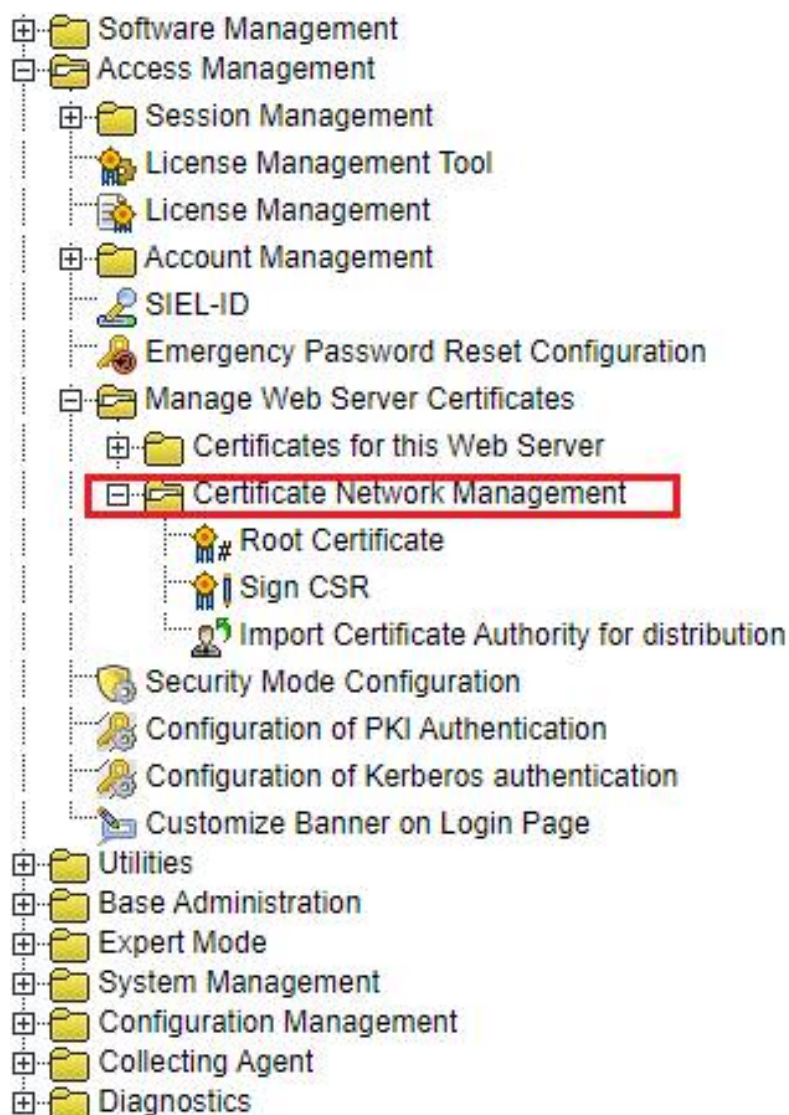 Software Management
Access Management
Session Management
License Management Tool
License Management
Account Management
SIEL-ID
Emergency Password Reset Configuration
Manage Web Server Certificates
Certificates for this Web Server
Certificate Network Management
Root Certificate
Sign CSR
Import Certificate Authority for distribution
Security Mode Configuration
Configuration of PKI Authentication
Configuration of Kerberos authentication
Customize Banner on Login Page
Utilities
Base Administration
Expert Mode
System Management
Configuration Management
Collecting Agent
Diagnostics